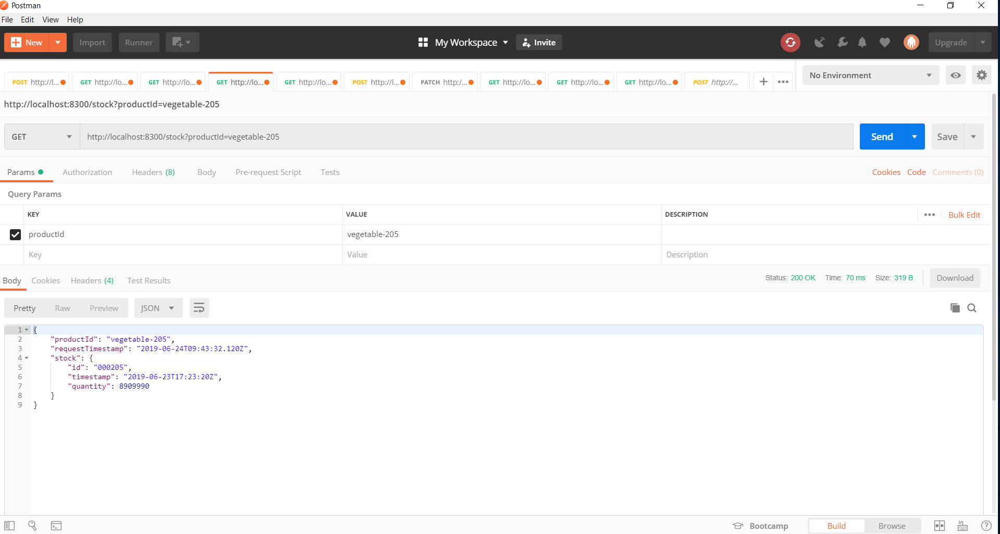 Postman
File Edit View Help
New Import Runner My Workspace Invite Upgrade
POST http://l... GET http://lo... GET http://lo... GET http://lo... GET http://lo... POST http://l... PATCH http:/... GET http://lo... GET http://lo... GET http://lo... POST http://... No Environment
http://localhost:8300/stock?productId=vegetable-205
GET http://localhost:8300/stock?productId=vegetable-205 Send Save
Params Authorization Headers (8) Body Pre-request Script Tests Cookies Code Comments (0)
Query Params
KEY VALUE DESCRIPTION Bulk Edit
productId vegetable-205
Key Value Description
Body Cookies Headers (4) Test Results Status: 200 OK Time: 70 ms Size: 319 B Download
Pretty Raw Preview JSON
1 {
2 "productId": "vegetable-205",
3 "requestTimestamp": "2019-06-24T09:43:32.120Z",
4 "stock": {
5 "id": "000205",
6 "timestamp": "2019-06-23T17:23:20Z",
7 "quantity": 8909990
8 }
9 }
Bootcamp Build Browse